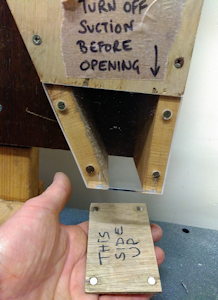 TURN OFF
SUCTION
BEFORE
OPENING
THIS
SIDE
UP